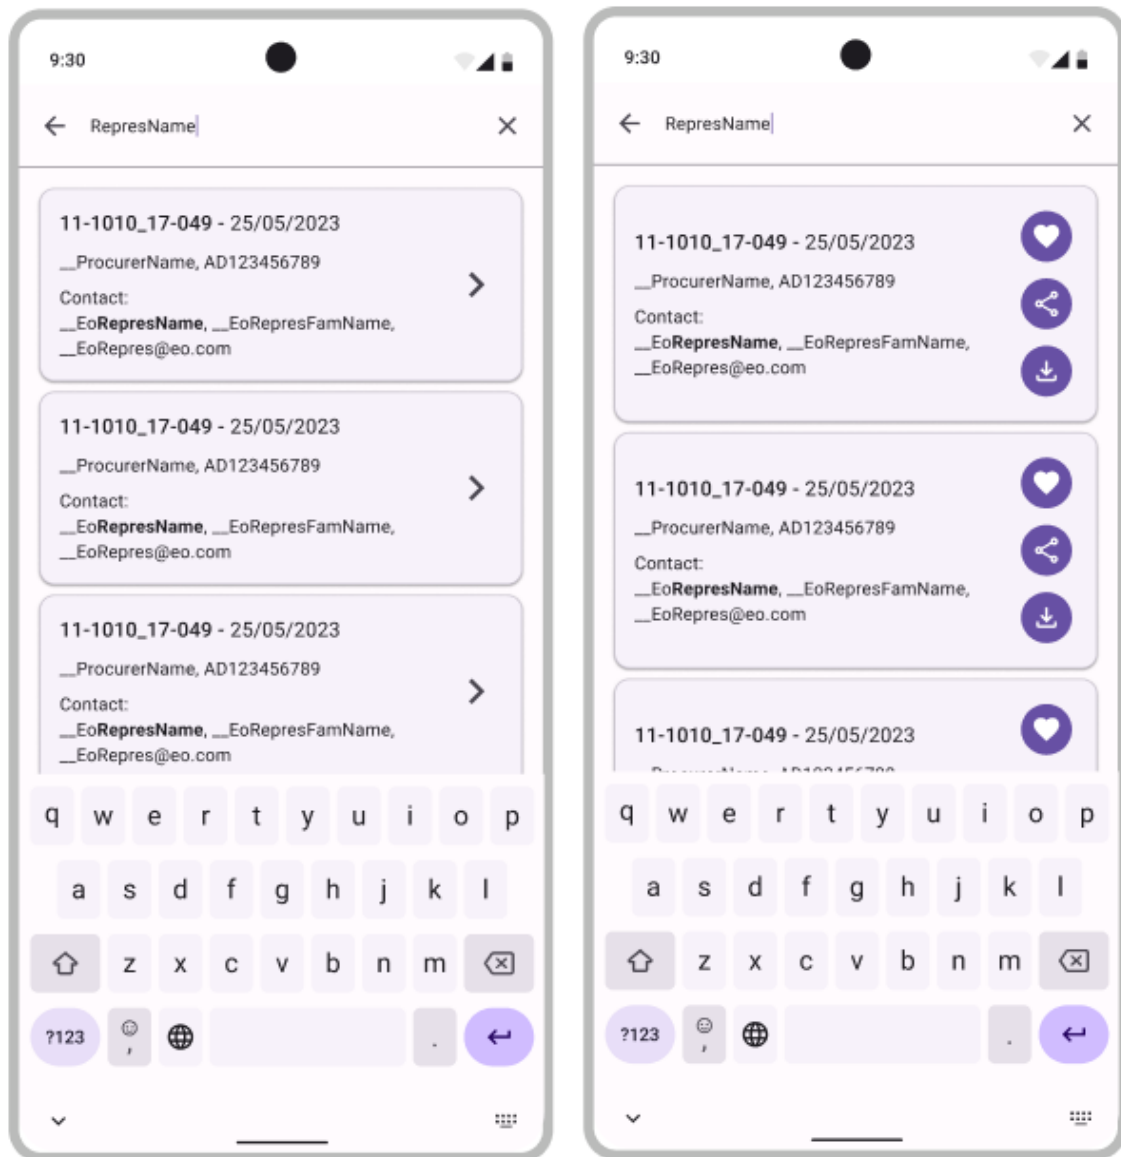 9:30
RepresName
11-1010_17-049 - 25/05/2023
__ProcurerName, AD123456789
Contact:
__EoRepresName, __EoRepresFamName,
__EoRepres@eo.com
11-1010_17-049 - 25/05/2023
__ProcurerName, AD123456789
Contact:
__EoRepresName, __EoRepresFamName,
__EoRepres@eo.com
11-1010_17-049 - 25/05/2023
__ProcurerName, AD123456789
Contact:
__EoRepresName, __EoRepresFamName,
__EoRepres@eo.com
q w e r t y u i o p
a s d f g h j k l
z x c v b n m
?123 , .
9:30
RepresName
11-1010_17-049 - 25/05/2023
__ProcurerName, AD123456789
Contact:
__EoRepresName, __EoRepresFamName,
__EoRepres@eo.com
11-1010_17-049 - 25/05/2023
__ProcurerName, AD123456789
Contact:
__EoRepresName, __EoRepresFamName,
__EoRepres@eo.com
11-1010_17-049 - 25/05/2023
q w e r t y u i o p
a s d f g h j k l
z x c v b n m
?123 , .